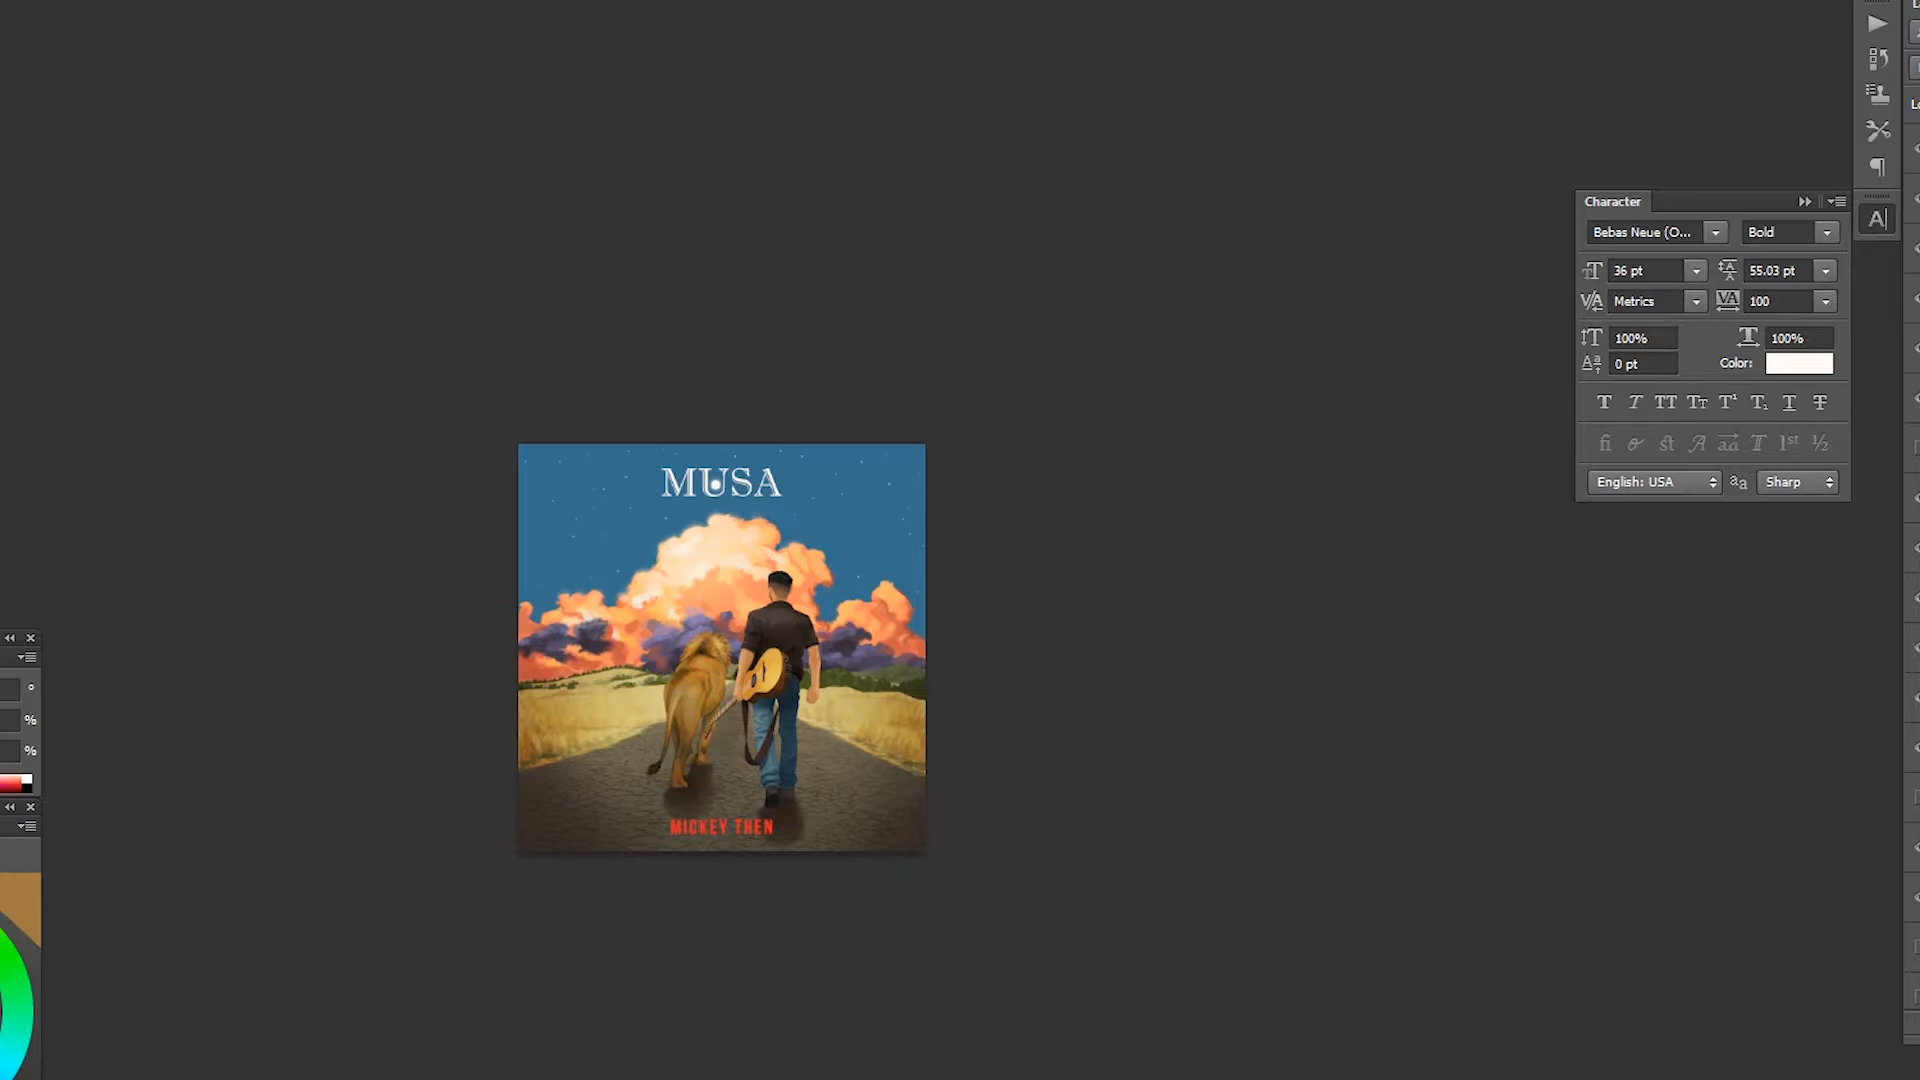 MUSA
MICKEY THEN
Character
Bebas Neue (O... Bold
36 pt 55.03 pt
Metrics 100
100% 100%
0 pt Color:
English: USA Sharp
%
%